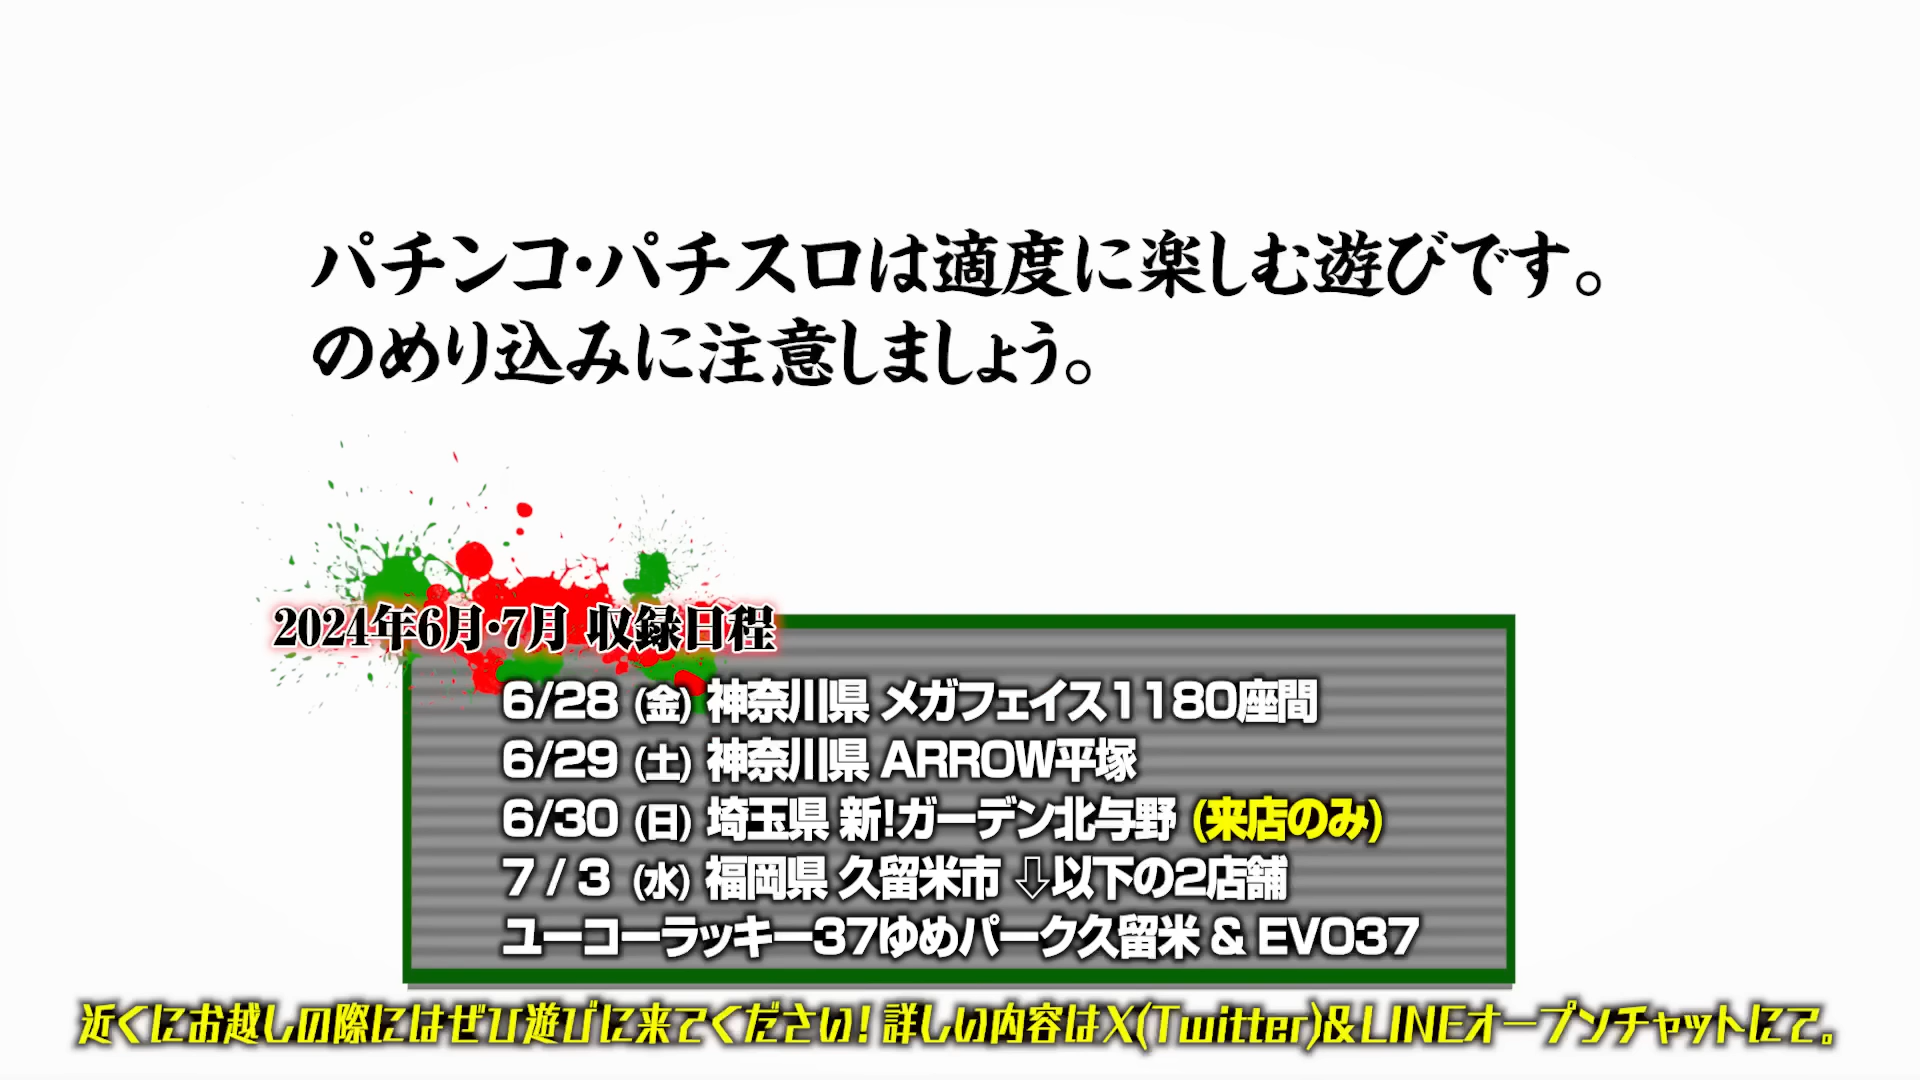 パチンコ・パチスロは適度に楽しむ遊びです。
のめり込みに注意しましょう。
2024年6月・7月 収録日程
6/28 (金) 神奈川県 メガフェイス1180座間
6/29 (土) 神奈川県 ARROW平塚
6/30 (日) 埼玉県 新!ガーデン北与野 (来店のみ)
7 / 3 (水) 福岡県 久留米市 ⇩以下の2店舗
ユーコーラッキー37ゆめパーク久留米 & EVO37
近くにお越しの際にはぜひ遊びに来てください! 詳しい内容はX(Twitter)&LINEオープンチャットにて。